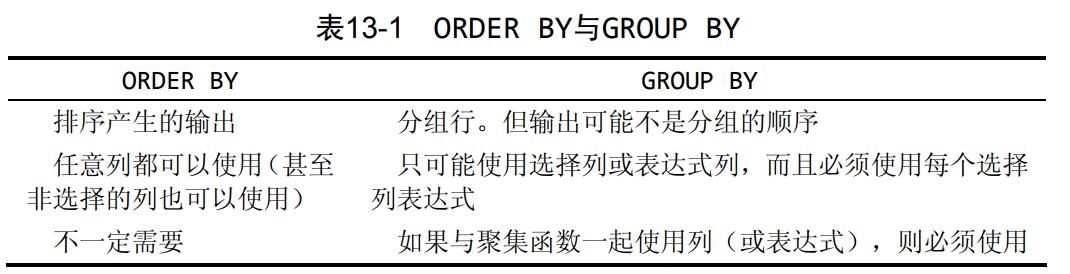 表13-1 ORDER BY与GROUP BY
ORDER BY GROUP BY
排序产生的输出 分组行。但输出可能不是分组的顺序
任意列都可以使用（甚至 只可能使用选择列或表达式列，而且必须使用每个选择
非选择的列也可以使用） 列表达式
不一定需要 如果与聚集函数一起使用列（或表达式），则必须使用